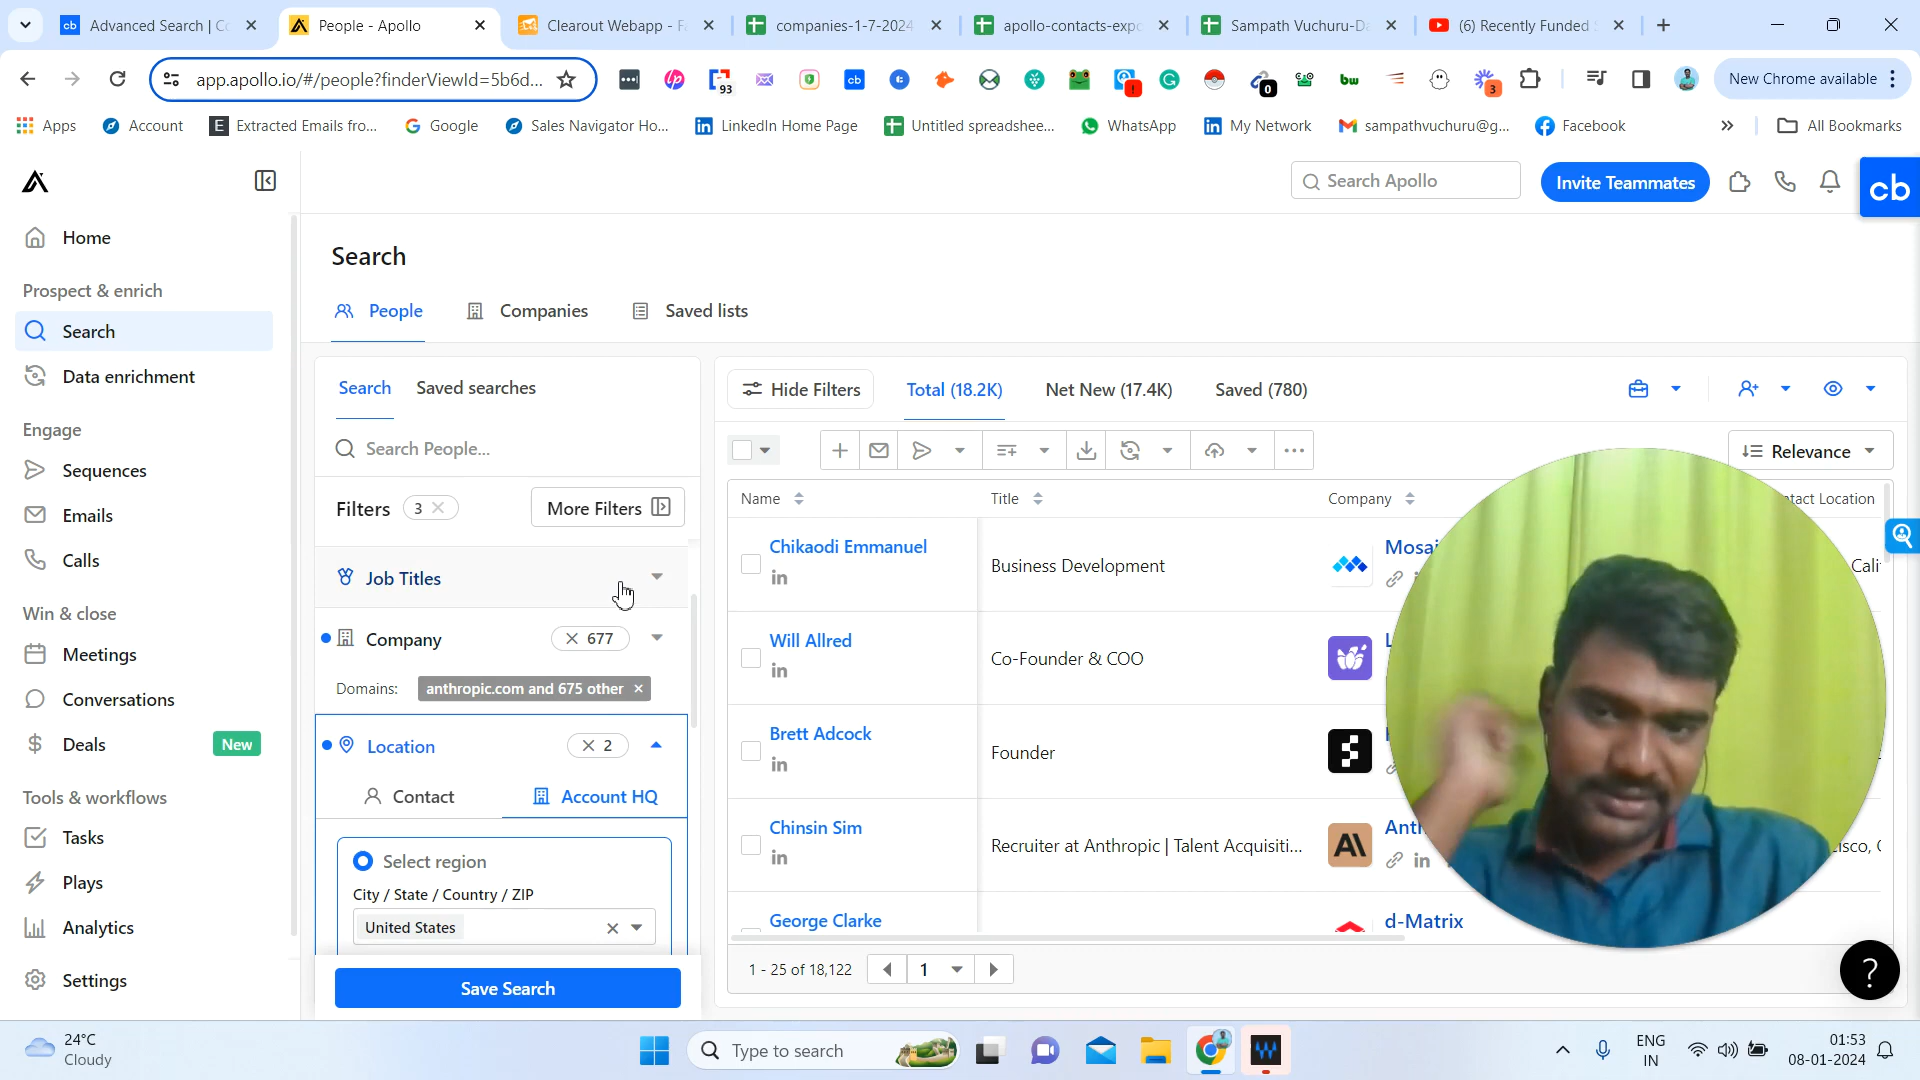 Advanced Search | C
People - Apollo
Clearout Webapp - F
companies-1-7-2024
apollo-contacts-expo
Sampath Vuchuru-Da
(6) Recently Funded
app.apollo.io/#/people?finderViewId=5b6d...
New Chrome available
Apps
Account
Extracted Emails fro...
Google
Sales Navigator Ho...
LinkedIn Home Page
Untitled spreadshee...
WhatsApp
My Network
sampathvuchuru@g...
Facebook
All Bookmarks
Search Apollo
Invite Teammates
cb
Home
Prospect & enrich
Search
Data enrichment
Engage
Sequences
Emails
Calls
Win & close
Meetings
Conversations
Deals
New
Tools & workflows
Tasks
Plays
Analytics
Settings
Search
People
Companies
Saved lists
Search
Saved searches
Search People...
Filters
3
More Filters
Job Titles
Company
677
Domains:
anthropic.com and 675 other
Location
2
Contact
Account HQ
Select region
City / State / Country / ZIP
United States
Save Search
Hide Filters
Total (18.2K)
Net New (17.4K)
Saved (780)
Relevance
Name
Title
Company
tact Location
Chikaodi Emmanuel
Business Development
Mosai
Cali
Will Allred
Co-Founder & COO
Brett Adcock
Founder
Chinsin Sim
Recruiter at Anthropic | Talent Acquisiti...
Anth
isco, C
George Clarke
d-Matrix
1 - 25 of 18,122
1
24°C
Cloudy
Type to search
ENG
IN
01:53
08-01-2024